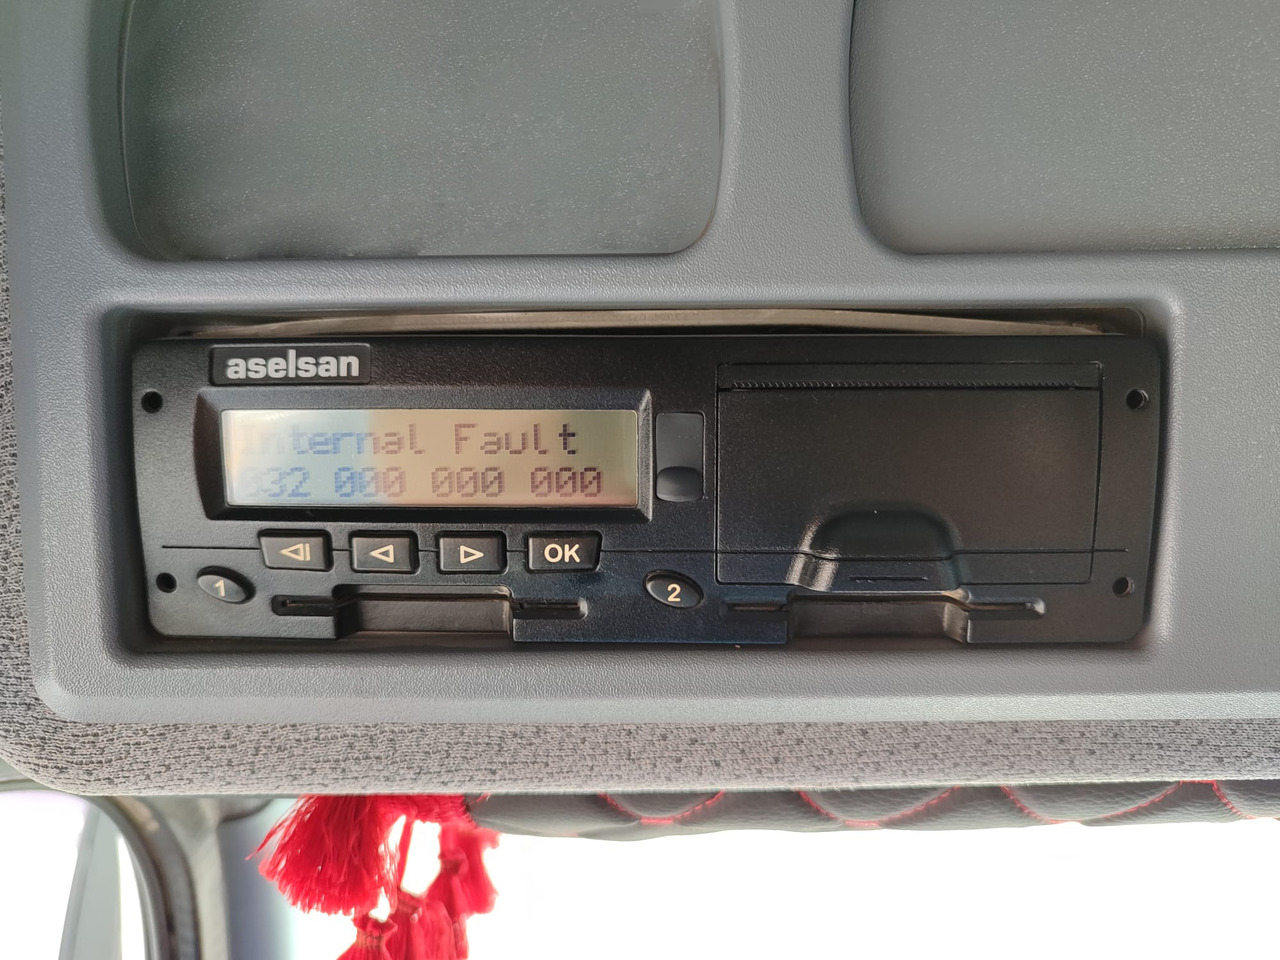 aselsan
Internal Fault
032 000 000 000
OK
1
2